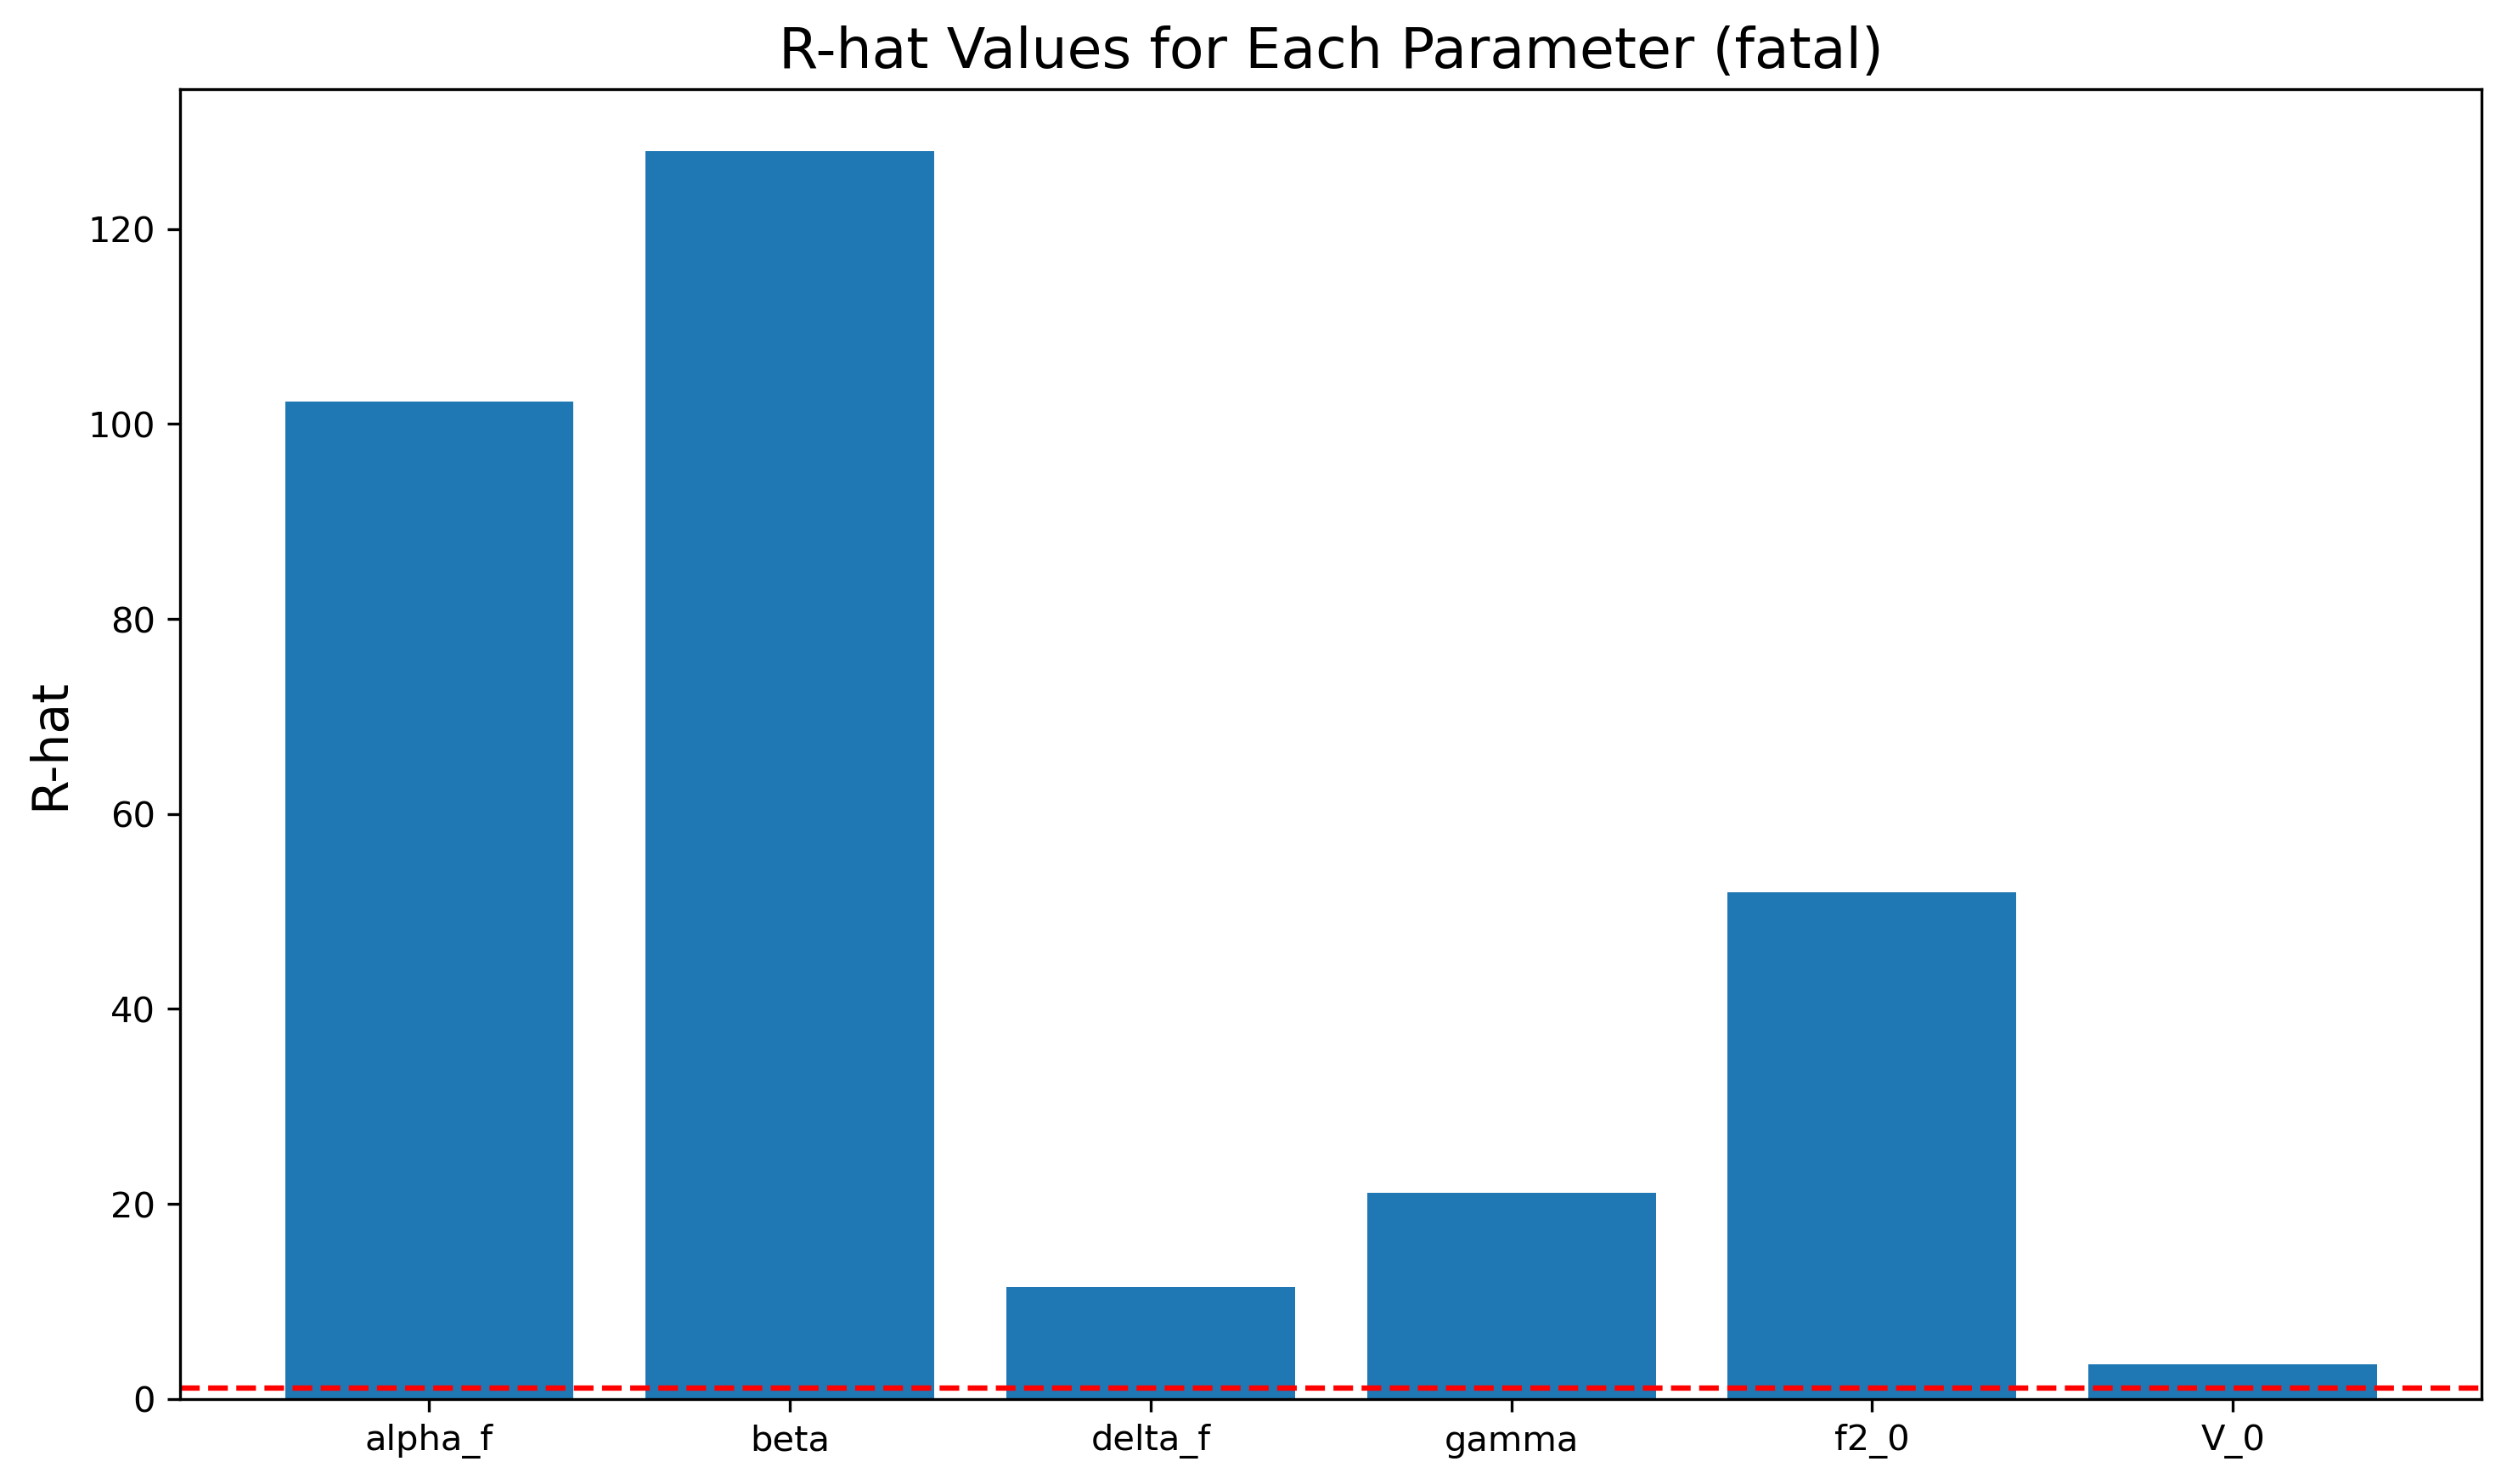 R-hat Values for Each Parameter (fatal)
R-hat
120
100
80
60
40
20
0
alpha_f beta delta_f gamma f2_0 V_0